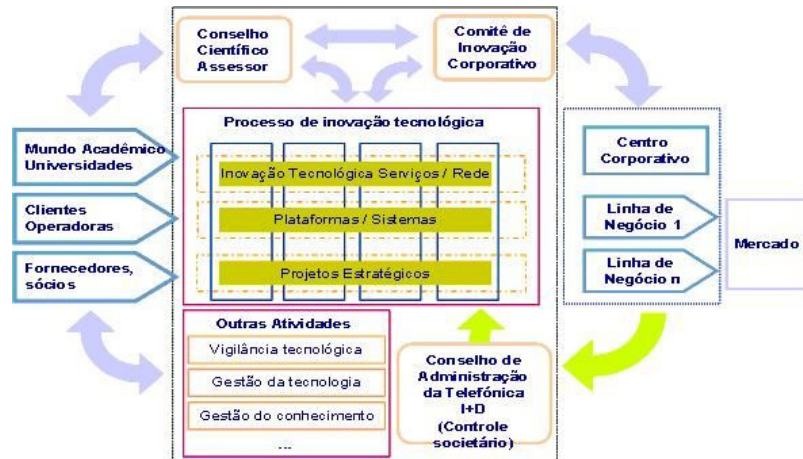 Conselho
Científico
Assessor
Comitê de
Inovação
Corporativo
Processo de inovação tecnológica
Mundo Acadêmico
Universidades
Clientes
Operadoras
Fornecedores,
sócios
Inovação Tecnológica Serviços / Rede
Plataformas / Sistemas
Projetos Estratégicos
Centro
Corporativo
Linha de
Negócio 1
Linha de
Negócio n
Mercado
Outras Atividades
Vigilância tecnológica
Gestão da tecnologia
Gestão do conhecimento
...
Conselho de
Administração
da Telefónica
I+D
(Controle
societário)